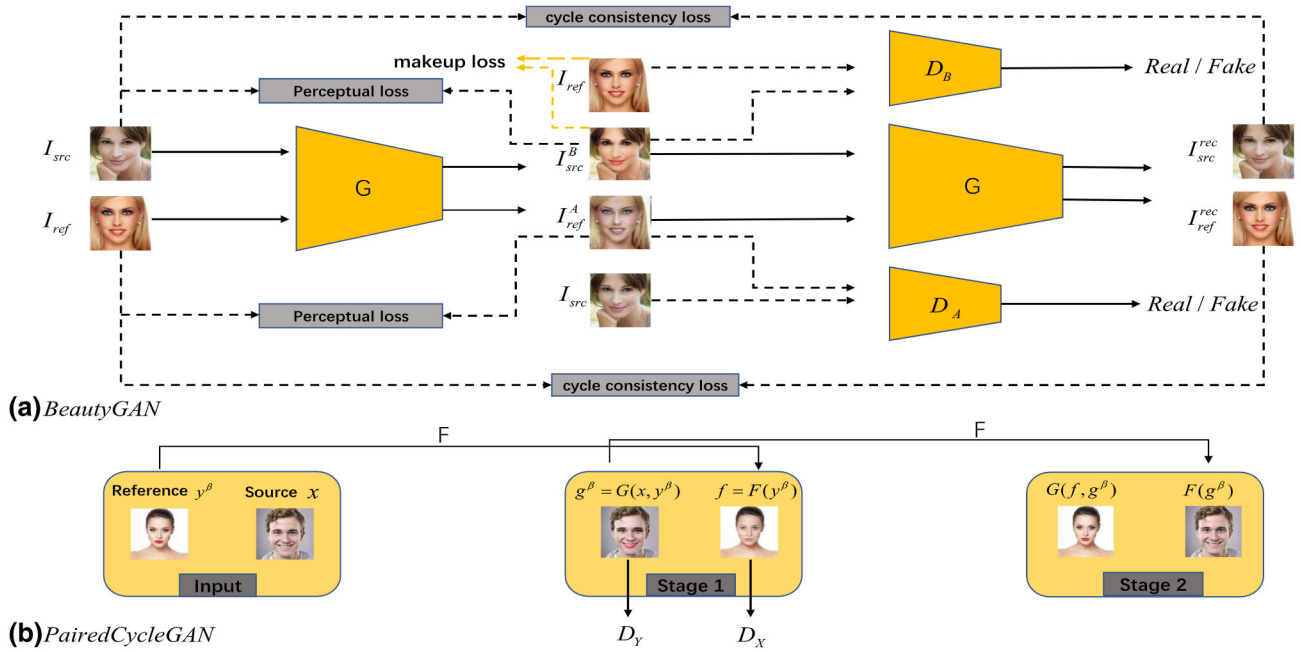 cycle consistency loss
makeup loss
I_ref
D_B
Real / Fake
Perceptual loss
I_src
G
I_src^B
G
I_src^rec
I_ref
I_ref^A
I_ref^rec
Perceptual loss
I_src
D_A
Real / Fake
cycle consistency loss
(a) BeautyGAN
F
F
Reference y^β
Source x
g^β = G(x, y^β)
f = F(y^β)
G(f, g^β)
F(g^β)
Input
Stage 1
Stage 2
D_Y
D_X
(b) PairedCycleGAN